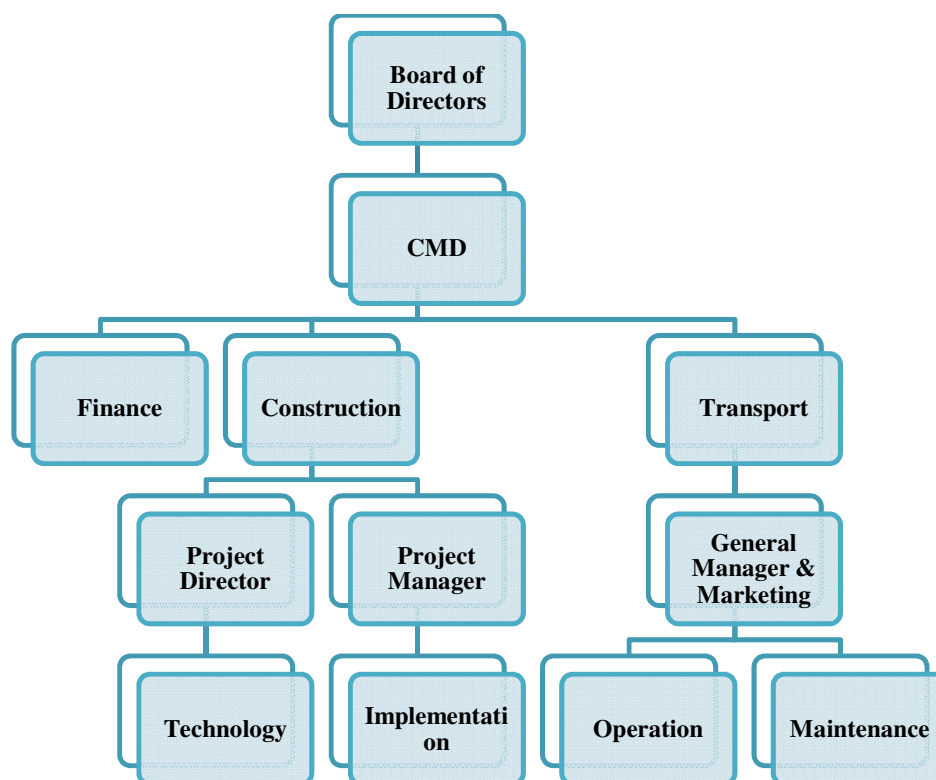 Board of
Directors
CMD
Finance
Construction
Transport
Project
Director
Project
Manager
General
Manager &
Marketing
Technology
Implementati
on
Operation
Maintenance